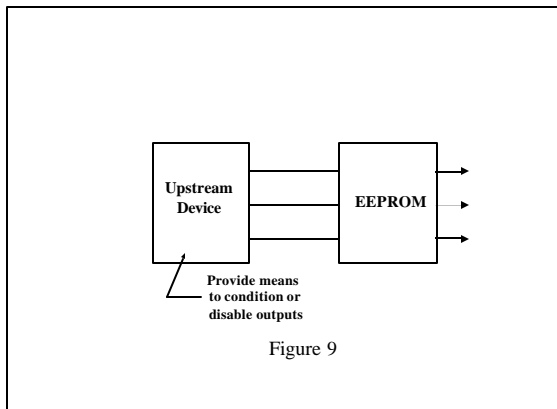 Upstream
Device
EEPROM
Provide means
to condition or
disable outputs
Figure 9